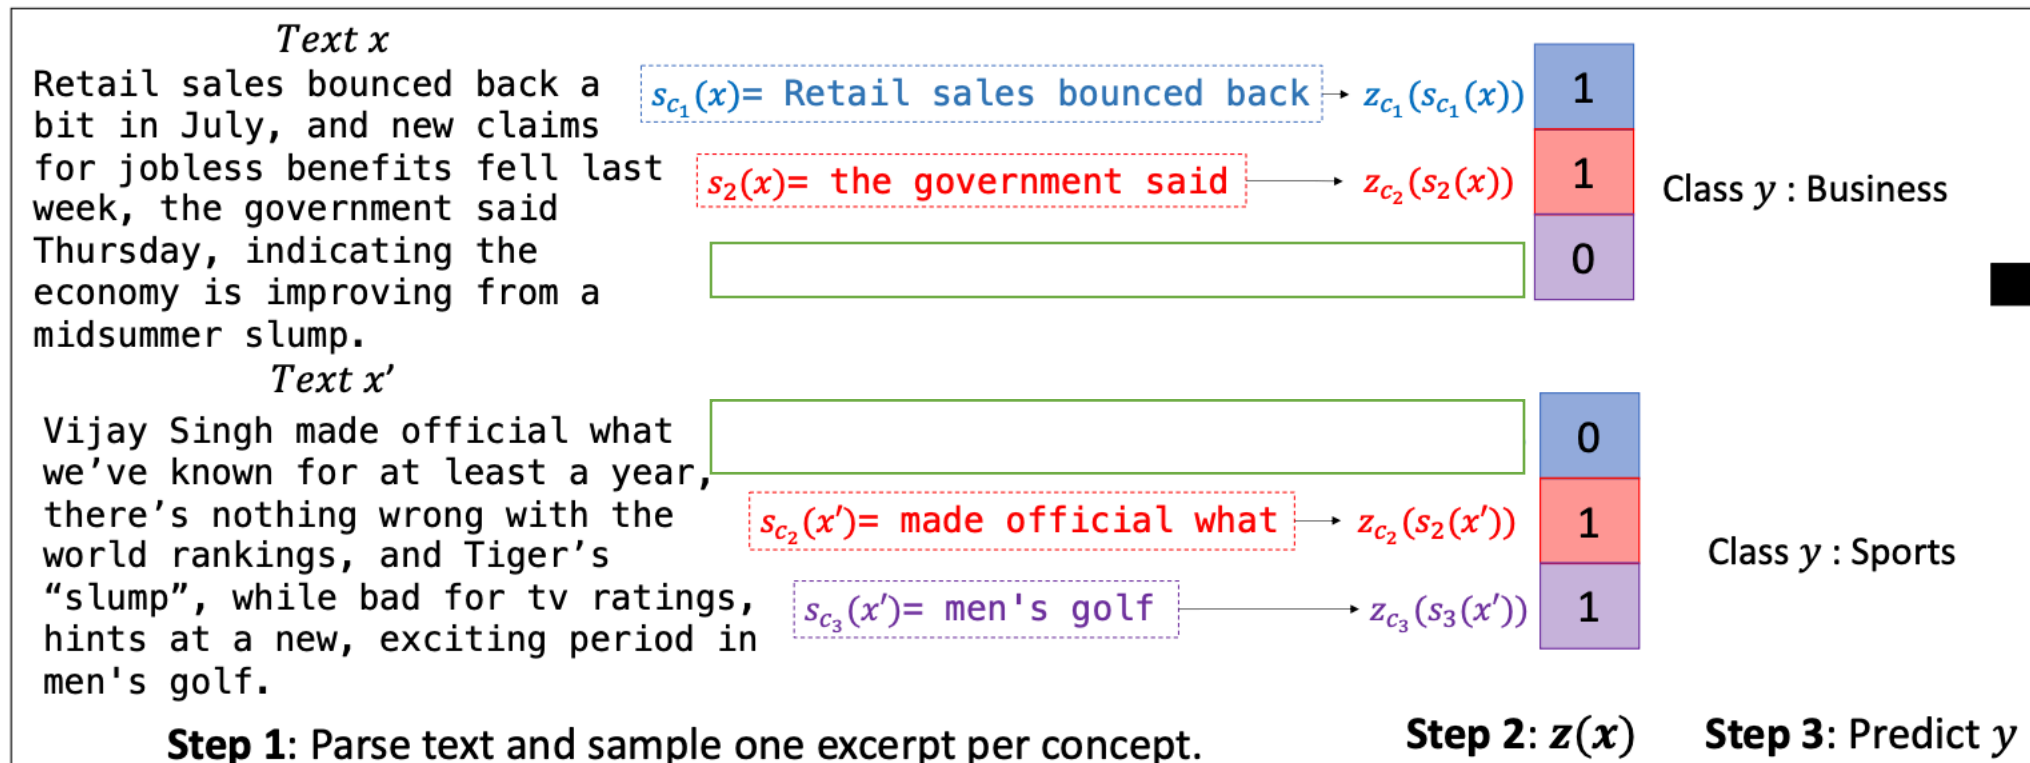 Text x
Retail sales bounced back a
bit in July, and new claims
for jobless benefits fell last
week, the government said
Thursday, indicating the
economy is improving from a
midsummer slump.
s_{c_1}(x)= Retail sales bounced back
z_{c_1}(s_{c_1}(x))
1
s_2(x)= the government said
z_{c_2}(s_2(x))
1
0
Class y : Business
Text x'
Vijay Singh made official what
we’ve known for at least a year,
there’s nothing wrong with the
world rankings, and Tiger’s
“slump”, while bad for tv ratings,
hints at a new, exciting period in
men's golf.
0
s_{c_2}(x')= made official what
z_{c_2}(s_2(x'))
1
s_{c_3}(x')= men's golf
z_{c_3}(s_3(x'))
1
Class y : Sports
Step 1: Parse text and sample one excerpt per concept.
Step 2: z(x)
Step 3: Predict y